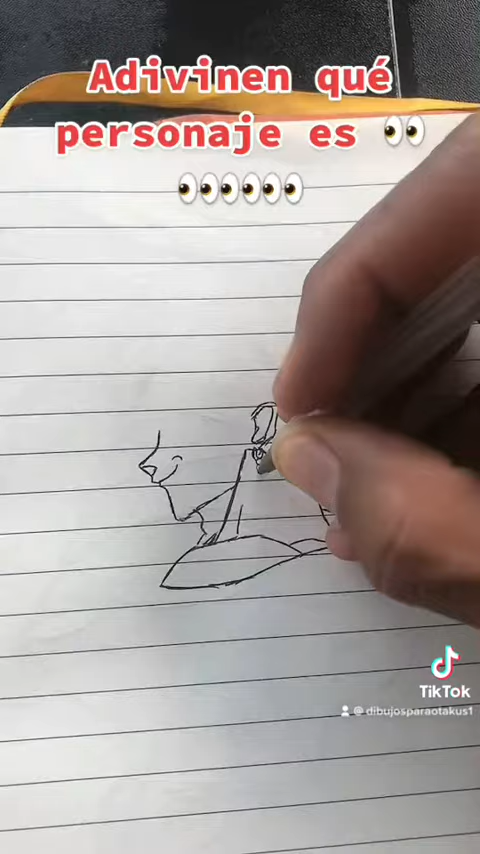 Adivinen qué
personaje es 👀
👀👀👀
TikTok
@dibujosparaotakus1